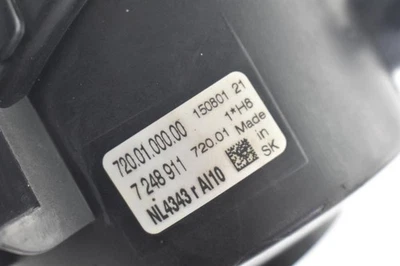 720.01.000.00 150801 21
7 248 911 720.01 1*H8
NL4343 r AI10 Made in SK